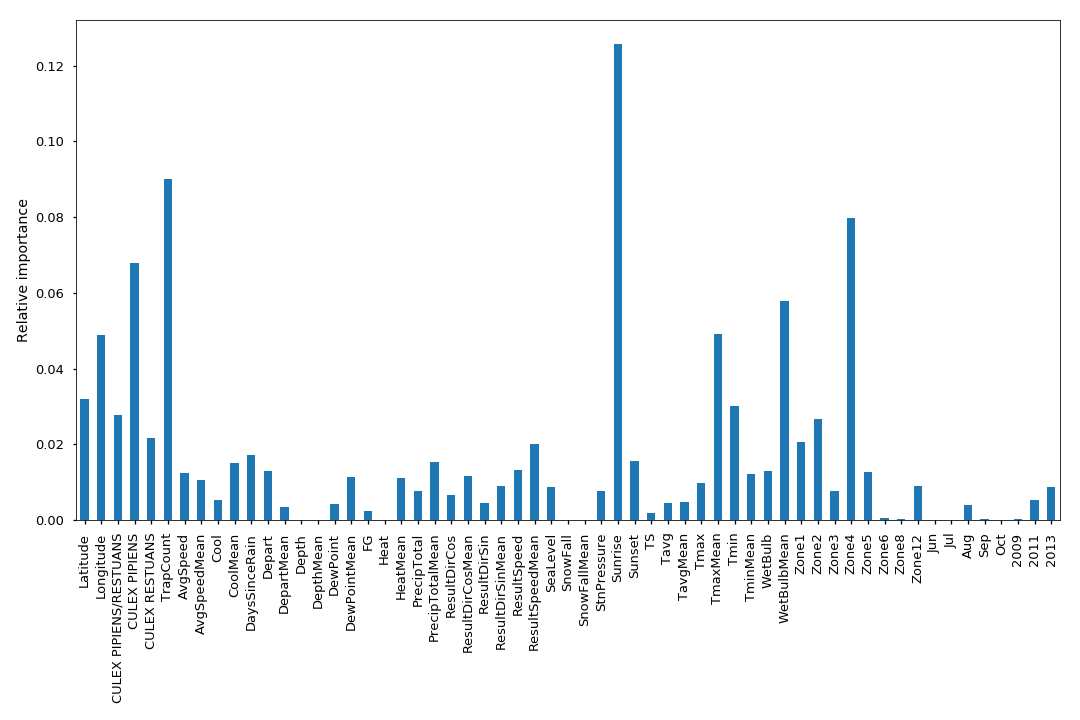 Relative importance
0.12
0.10
0.08
0.06
0.04
0.02
0.00
Latitude
Longitude
CULEX PIPIENS/RESTUANS
CULEX PIPIENS
CULEX RESTUANS
TrapCount
AvgSpeed
AvgSpeedMean
Cool
CoolMean
DaysSinceRain
Depart
DepartMean
Depth
DepthMean
DewPoint
DewPointMean
FG
Heat
HeatMean
PrecipTotal
PrecipTotalMean
ResultDirCos
ResultDirCosMean
ResultDirSin
ResultDirSinMean
ResultSpeed
ResultSpeedMean
SeaLevel
SnowFall
SnowFallMean
StnPressure
Sunrise
Sunset
TS
Tavg
TavgMean
Tmax
TmaxMean
Tmin
TminMean
WetBulb
WetBulbMean
Zone1
Zone2
Zone3
Zone4
Zone5
Zone6
Zone8
Zone12
Jun
Jul
Aug
Sep
Oct
2009
2011
2013